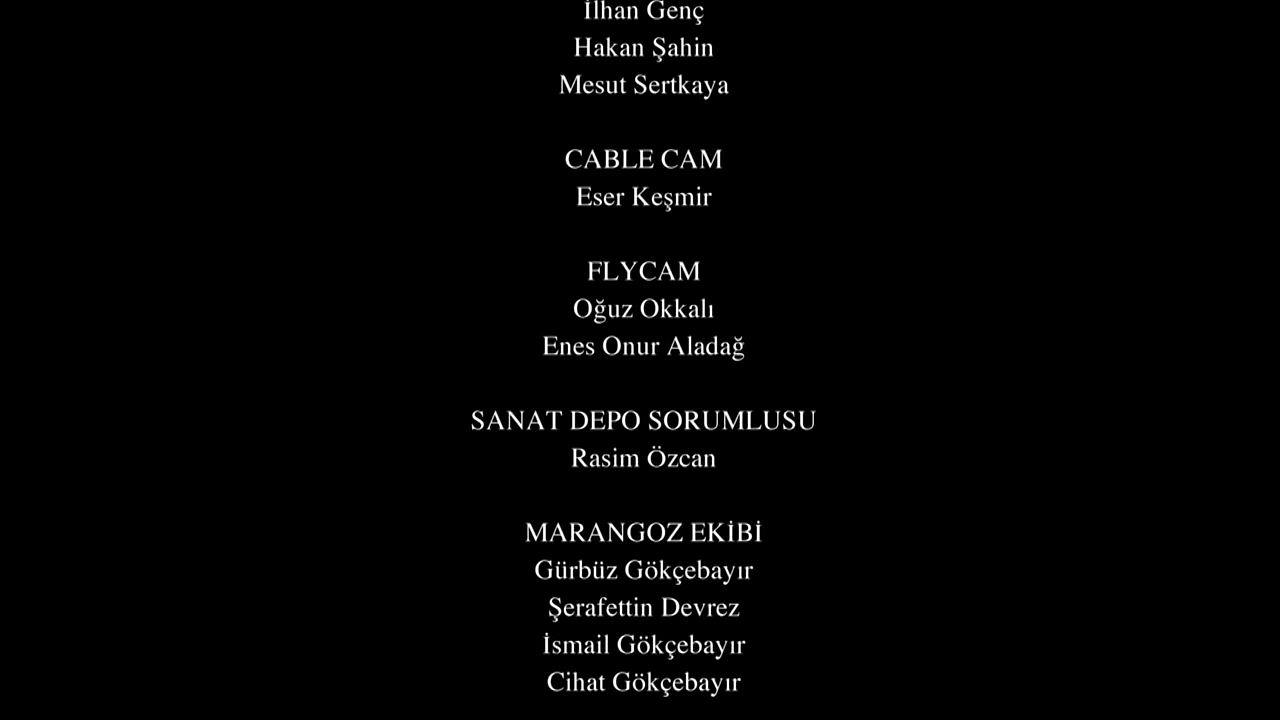 İlhan Genç
Hakan Şahin
Mesut Sertkaya
CABLE CAM
Eser Keşmir
FLYCAM
Oğuz Okkalı
Enes Onur Aladağ
SANAT DEPO SORUMLUSU
Rasim Özcan
MARANGOZ EKİBİ
Gürbüz Gökçebayır
Şerafettin Devrez
İsmail Gökçebayır
Cihat Gökçebayır